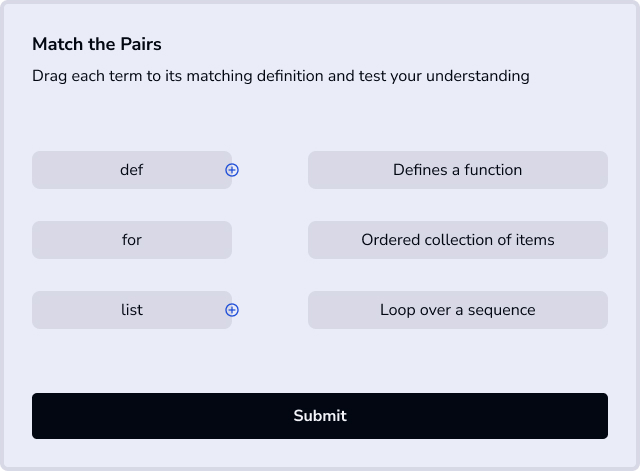 Match the Pairs
Drag each term to its matching definition and test your understanding
def
Defines a function
for
Ordered collection of items
list
Loop over a sequence
Submit